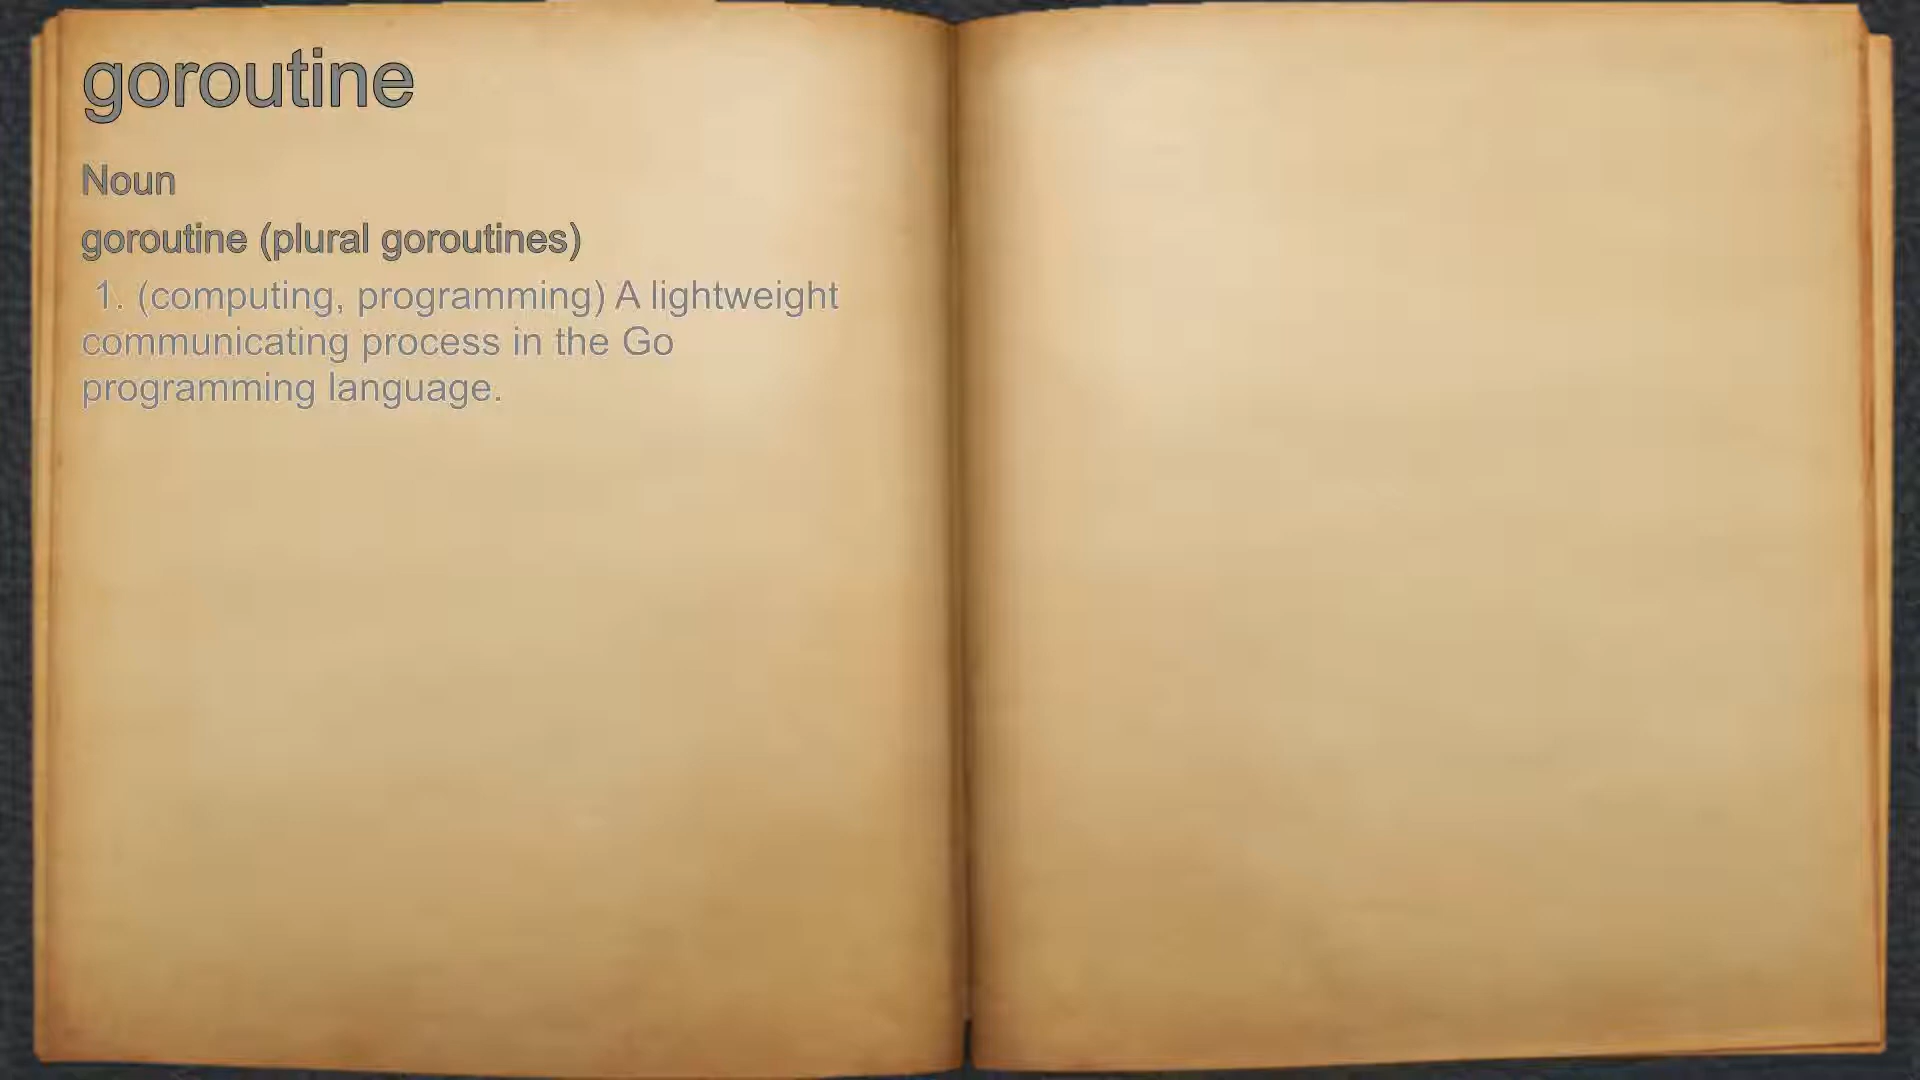 goroutine
Noun
goroutine (plural goroutines)
1. (computing, programming) A lightweight
communicating process in the Go
programming language.